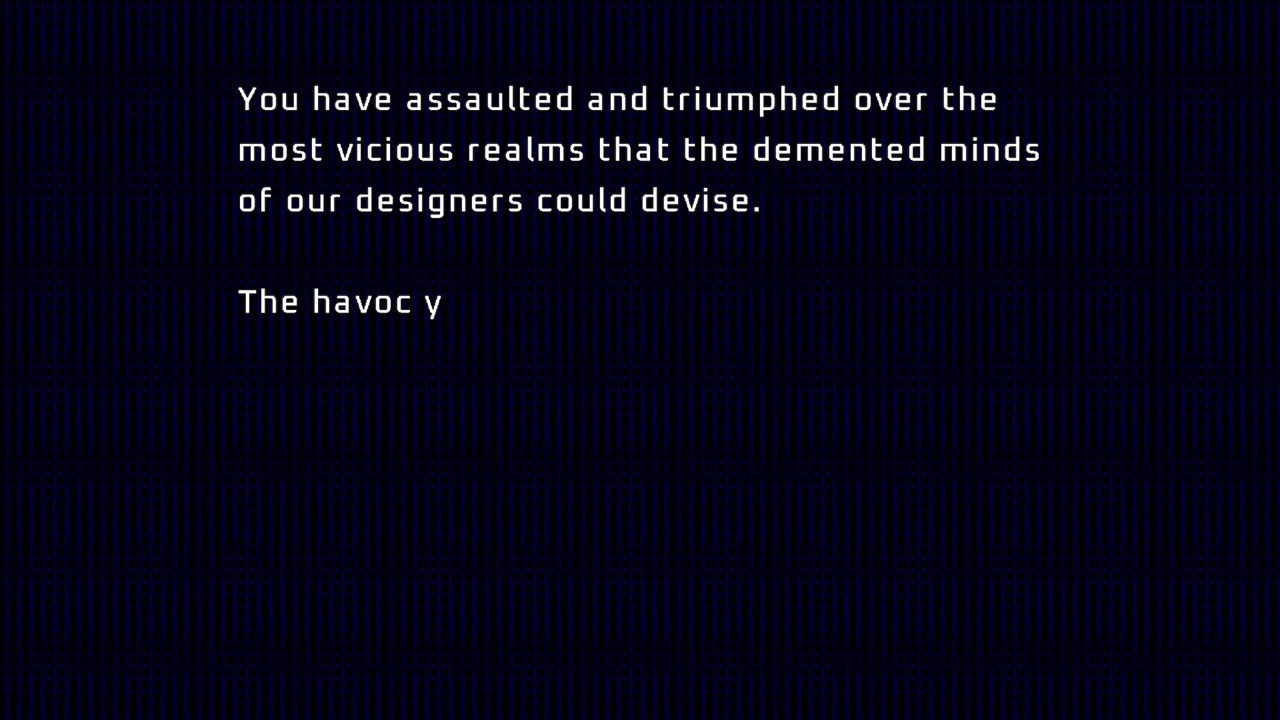 You have assaulted and triumphed over the
most vicious realms that the demented minds
of our designers could devise.
The havoc y